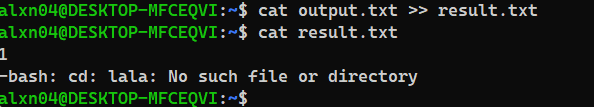 alxn04@DESKTOP-MFCEQVI:~$ cat output.txt >> result.txt
alxn04@DESKTOP-MFCEQVI:~$ cat result.txt
1
-bash: cd: lala: No such file or directory
alxn04@DESKTOP-MFCEQVI:~$